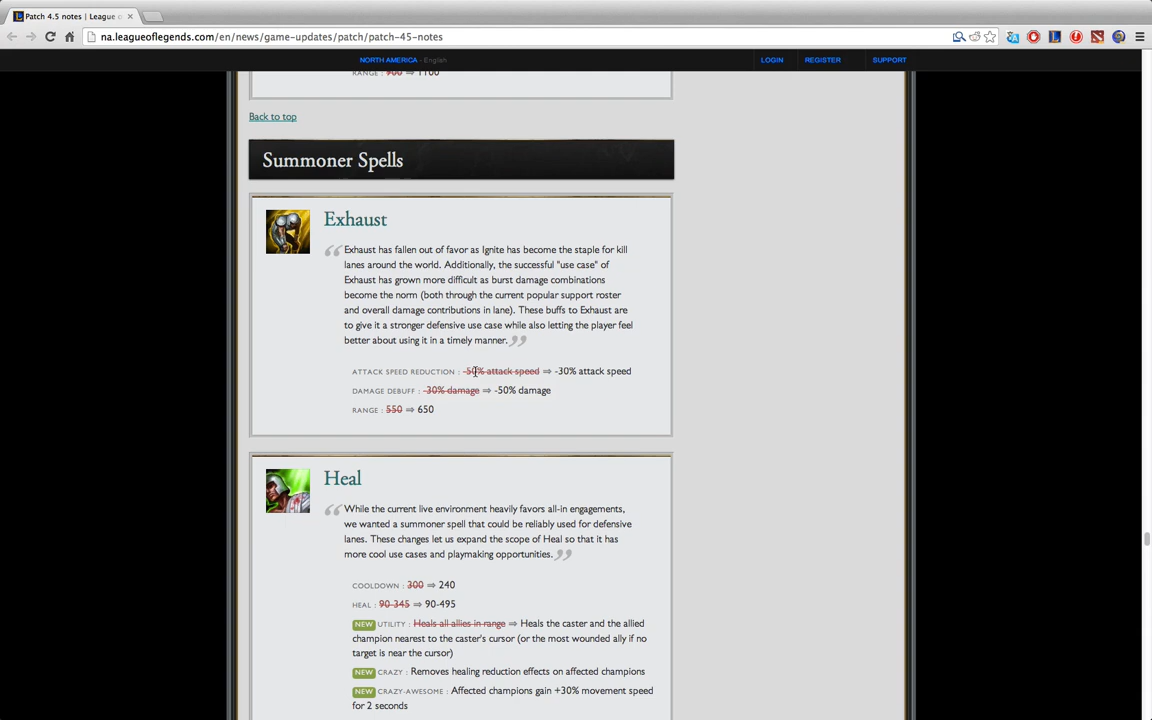 Patch 4.5 notes | League o
na.leagueoflegends.com/en/news/game-updates/patch/patch-45-notes
NORTH AMERICA - English LOGIN REGISTER SUPPORT
RANGE : 900 ⇒ 1100
Back to top
Summoner Spells
Exhaust
“ Exhaust has fallen out of favor as Ignite has become the staple for kill
lanes around the world. Additionally, the successful "use case" of
Exhaust has grown more difficult as burst damage combinations
become the norm (both through the current popular support roster
and overall damage contributions in lane). These buffs to Exhaust are
to give it a stronger defensive use case while also letting the player feel
better about using it in a timely manner. ”
ATTACK SPEED REDUCTION : -50% attack speed ⇒ -30% attack speed
DAMAGE DEBUFF : -30% damage ⇒ -50% damage
RANGE : 550 ⇒ 650
Heal
“ While the current live environment heavily favors all-in engagements,
we wanted a summoner spell that could be reliably used for defensive
lanes. These changes let us expand the scope of Heal so that it has
more cool use cases and playmaking opportunities. ”
COOLDOWN : 300 ⇒ 240
HEAL : 90-345 ⇒ 90-495
NEW UTILITY : Heals all allies in range ⇒ Heals the caster and the allied
champion nearest to the caster's cursor (or the most wounded ally if no
target is near the cursor)
NEW CRAZY : Removes healing reduction effects on affected champions
NEW CRAZY-AWESOME : Affected champions gain +30% movement speed
for 2 seconds